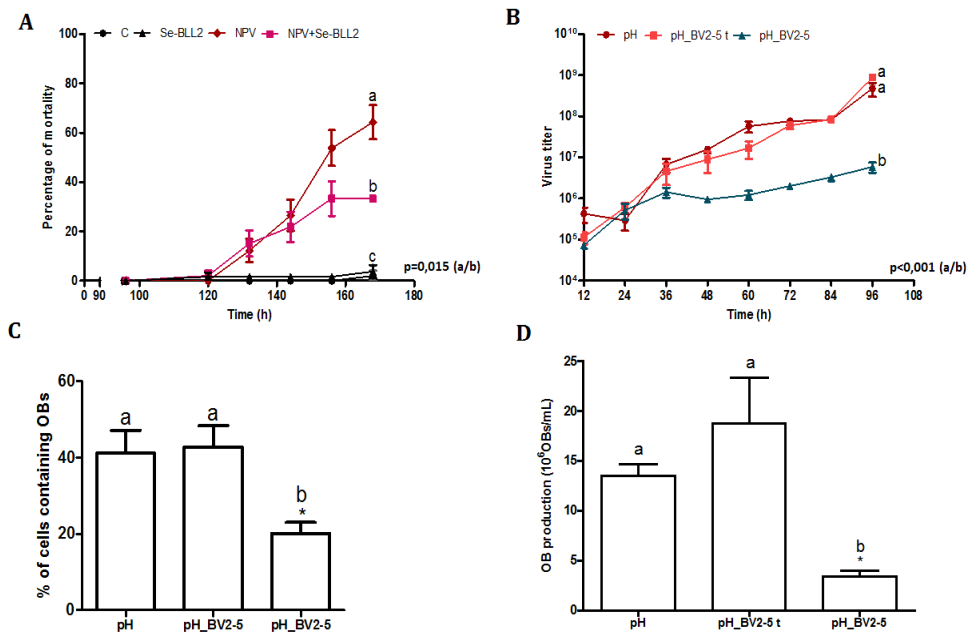 A
C Se-BLL2 NPV NPV+Se-BLL2
Percentage of mortality
100
80
60
40
20
0
80 90 100 120 140 160 180
Time (h)
a
b
c
p=0,015 (a/b)
B
pH pH_BV2-5 t pH_BV2-5
Virus titer
10^10
10^9
10^8
10^7
10^6
10^5
10^4
12 24 36 48 60 72 84 96 108
Time (h)
a
a
b
p<0,001 (a/b)
C
% of cells containing OBs
60
40
20
0
a
a
b
*
pH pH_BV2-5 pH_BV2-5
D
OB production (10^6OBs/mL)
25
20
15
10
5
0
a
a
b
*
pH pH_BV2-5 t pH_BV2-5